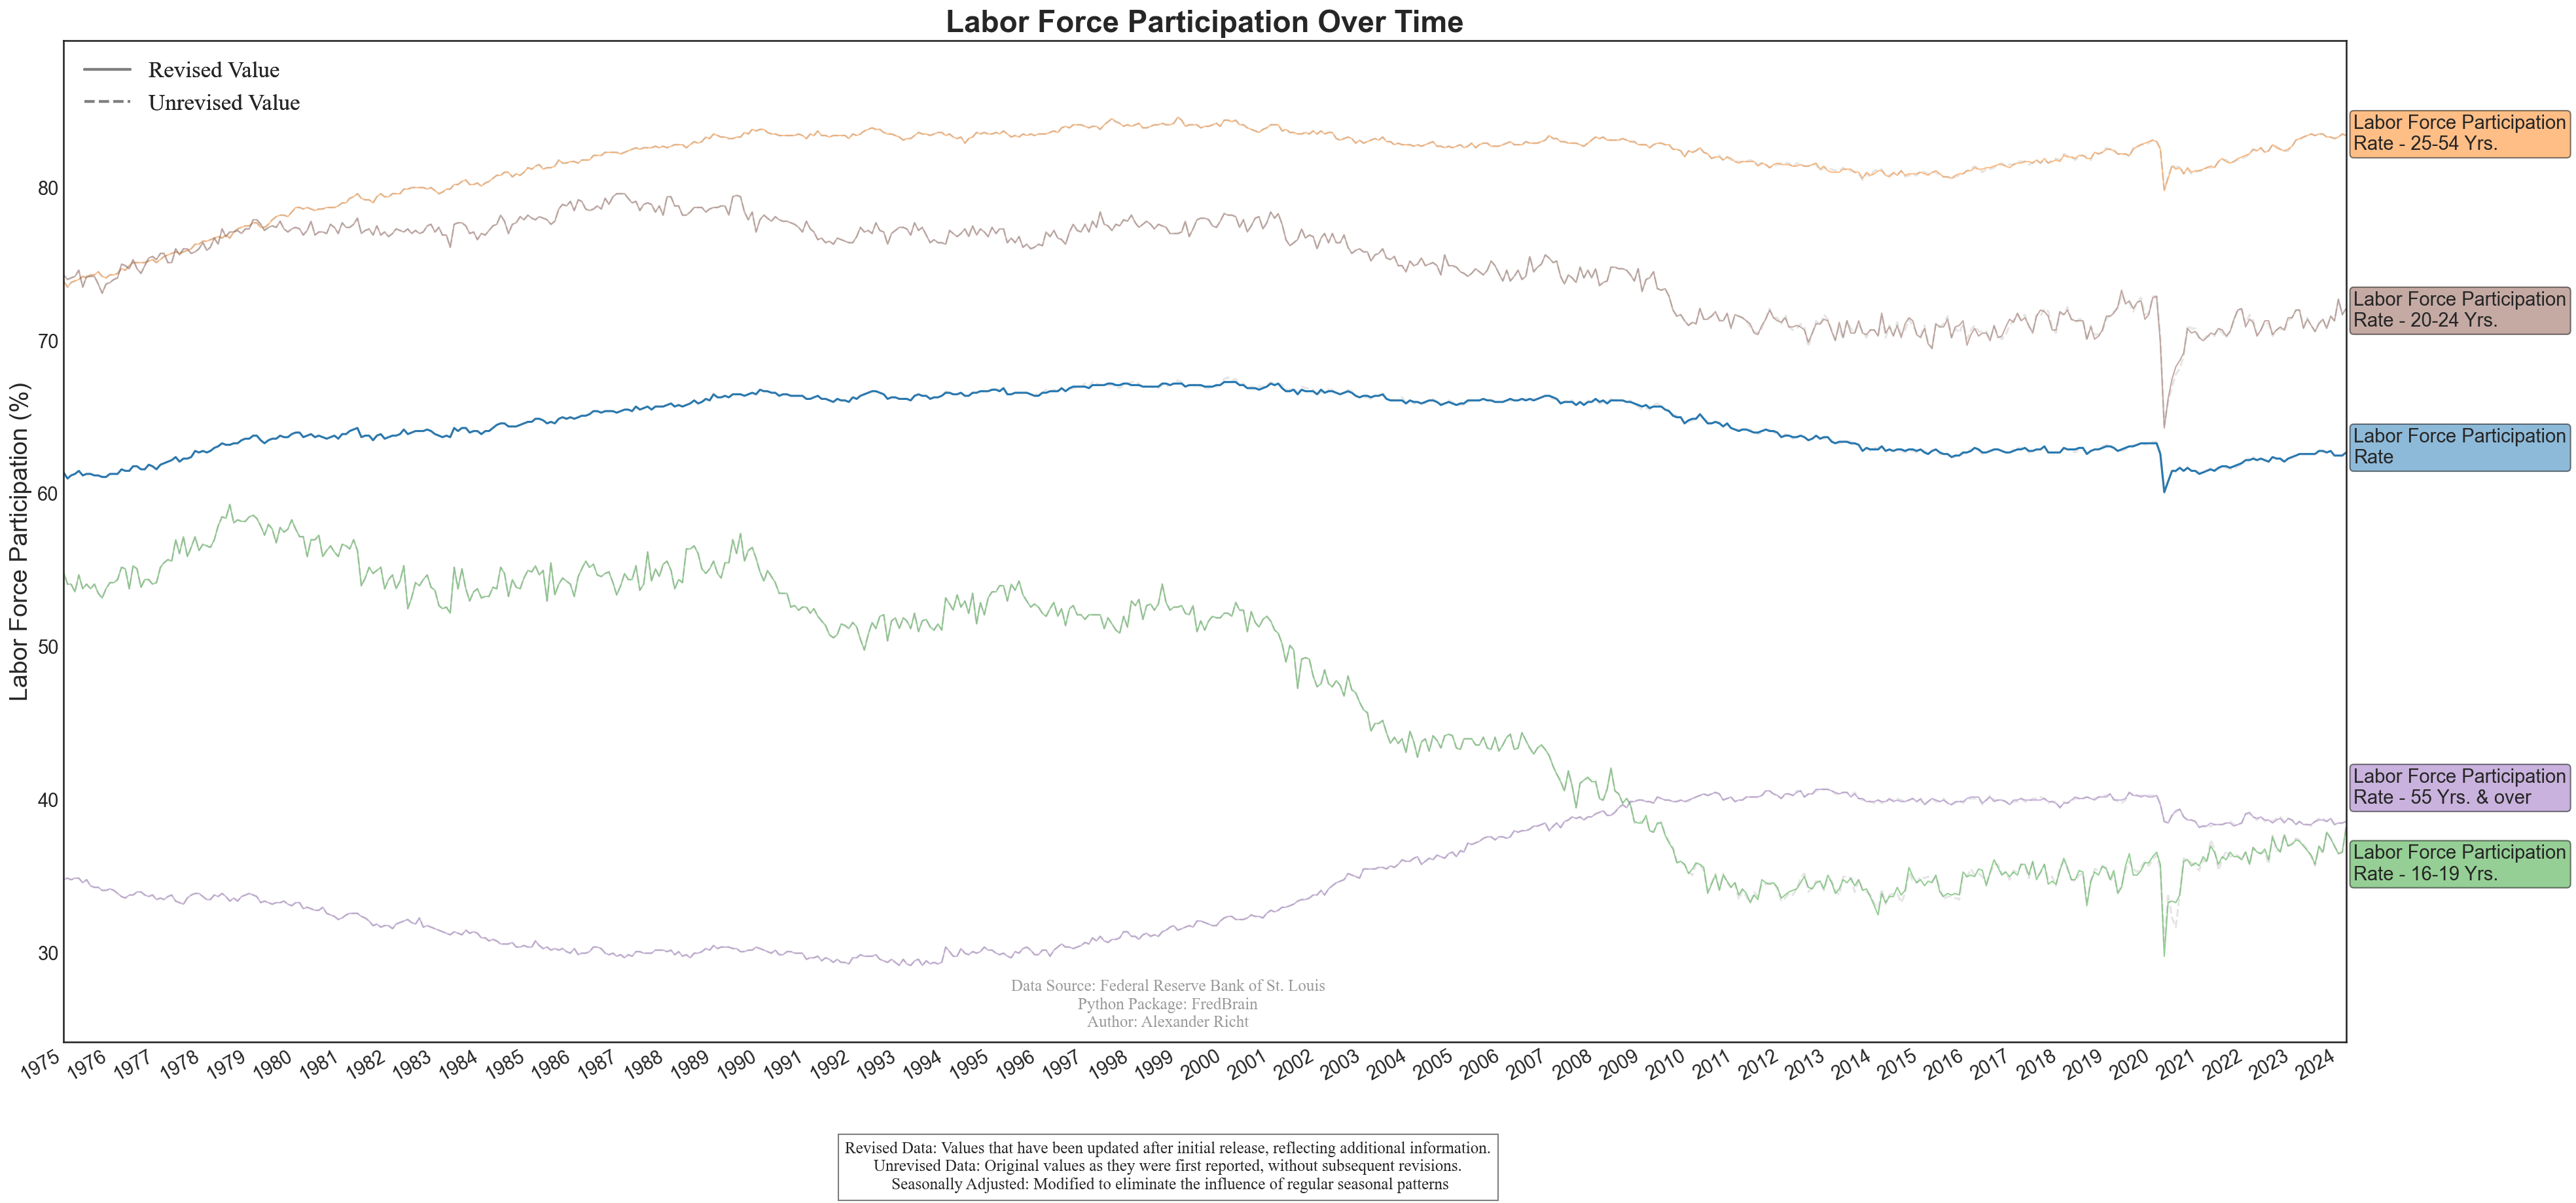 Labor Force Participation Over Time
Revised Value
Unrevised Value
Labor Force Participation (%)
80
70
60
50
40
30
Labor Force Participation
Rate - 25-54 Yrs.
Labor Force Participation
Rate - 20-24 Yrs.
Labor Force Participation
Rate
Labor Force Participation
Rate - 55 Yrs. & over
Labor Force Participation
Rate - 16-19 Yrs.
Data Source: Federal Reserve Bank of St. Louis
Python Package: FredBrain
Author: Alexander Richt
1975 1976 1977 1978 1979 1980 1981 1982 1983 1984 1985 1986 1987 1988 1989 1990 1991 1992 1993 1994 1995 1996 1997 1998 1999 2000 2001 2002 2003 2004 2005 2006 2007 2008 2009 2010 2011 2012 2013 2014 2015 2016 2017 2018 2019 2020 2021 2022 2023 2024
Revised Data: Values that have been updated after initial release, reflecting additional information.
Unrevised Data: Original values as they were first reported, without subsequent revisions.
Seasonally Adjusted: Modified to eliminate the influence of regular seasonal patterns